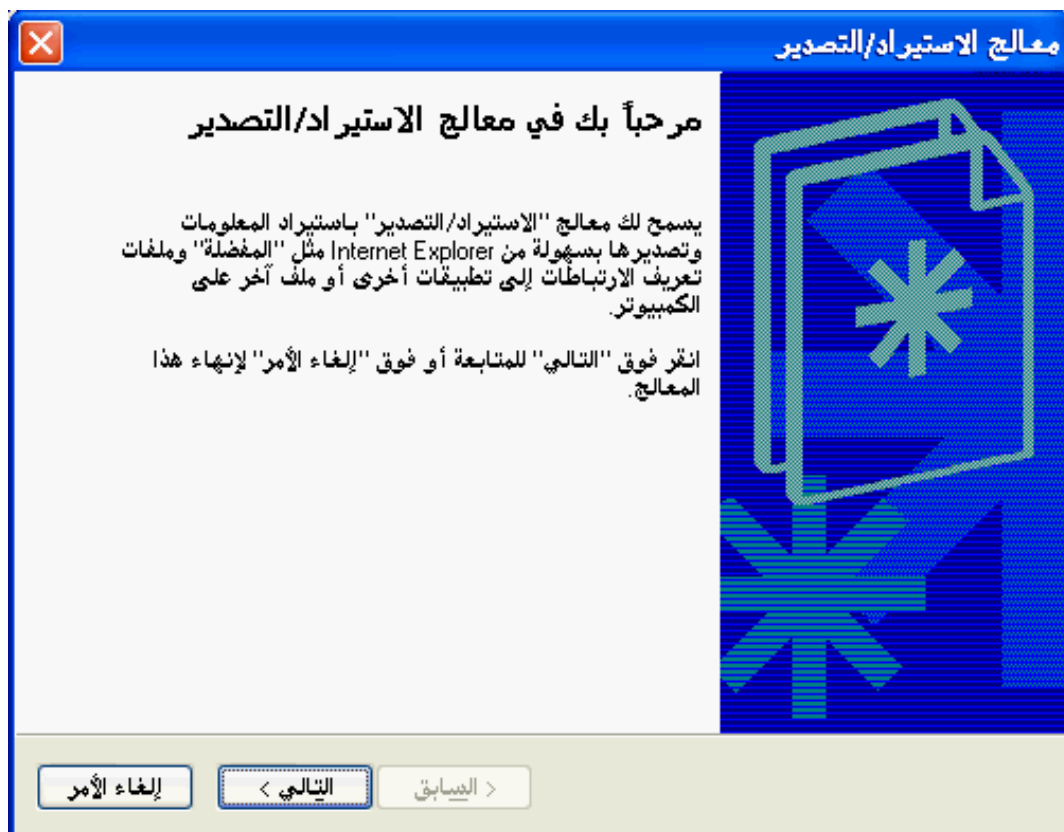 معالج الاستيراد/التصدير
مرحباً بك في معالج الاستيراد/التصدير
يسمح لك معالج "الاستيراد/التصدير" باستيراد المعلومات
وتصديرها بسهولة من Internet Explorer مثل "المفضلة" وملفات
تعريف الارتباطات إلى تطبيقات أخرى أو ملف آخر على
الكمبيوتر.
انقر فوق "التالي" للمتابعة أو فوق "إلغاء الأمر" لإنهاء هذا
المعالج.
< السابق
التالي >
إلغاء الأمر